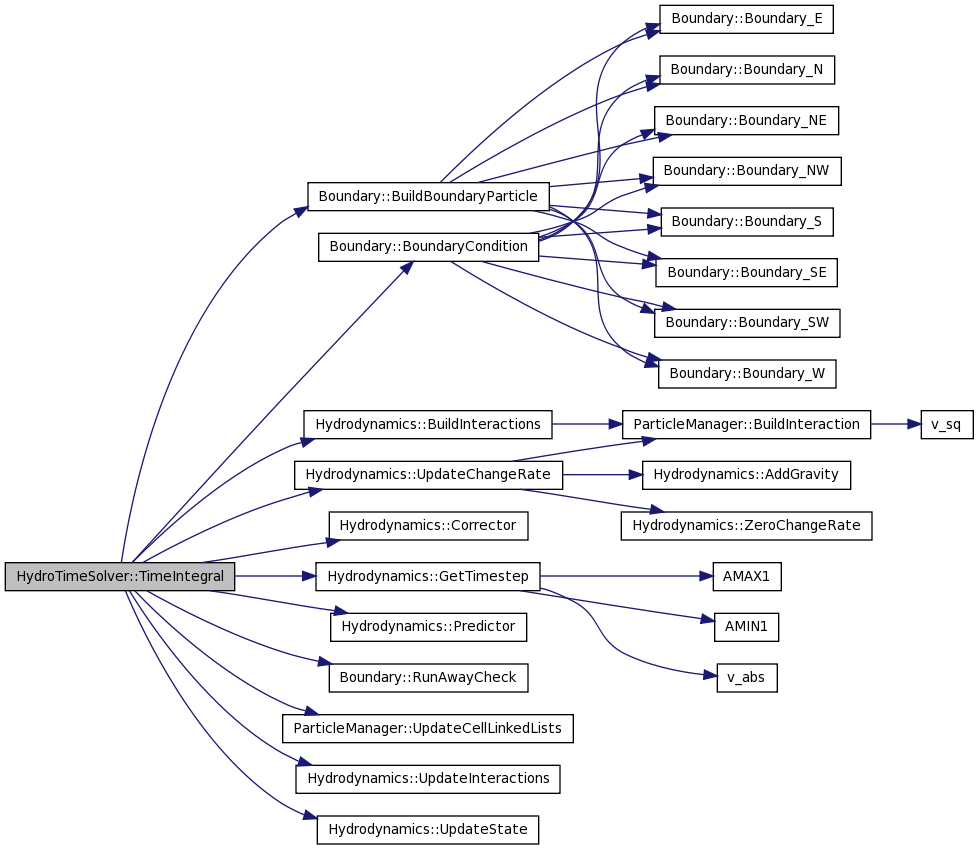 Boundary::Boundary_E
Boundary::Boundary_N
Boundary::Boundary_NE
Boundary::Boundary_NW
Boundary::BuildBoundaryParticle
Boundary::Boundary_S
Boundary::BoundaryCondition
Boundary::Boundary_SE
Boundary::Boundary_SW
Boundary::Boundary_W
Hydrodynamics::BuildInteractions
ParticleManager::BuildInteraction
v_sq
Hydrodynamics::UpdateChangeRate
Hydrodynamics::AddGravity
Hydrodynamics::Corrector
Hydrodynamics::ZeroChangeRate
HydroTimeSolver::TimeIntegral
Hydrodynamics::GetTimestep
AMAX1
Hydrodynamics::Predictor
AMIN1
Boundary::RunAwayCheck
v_abs
ParticleManager::UpdateCellLinkedLists
Hydrodynamics::UpdateInteractions
Hydrodynamics::UpdateState